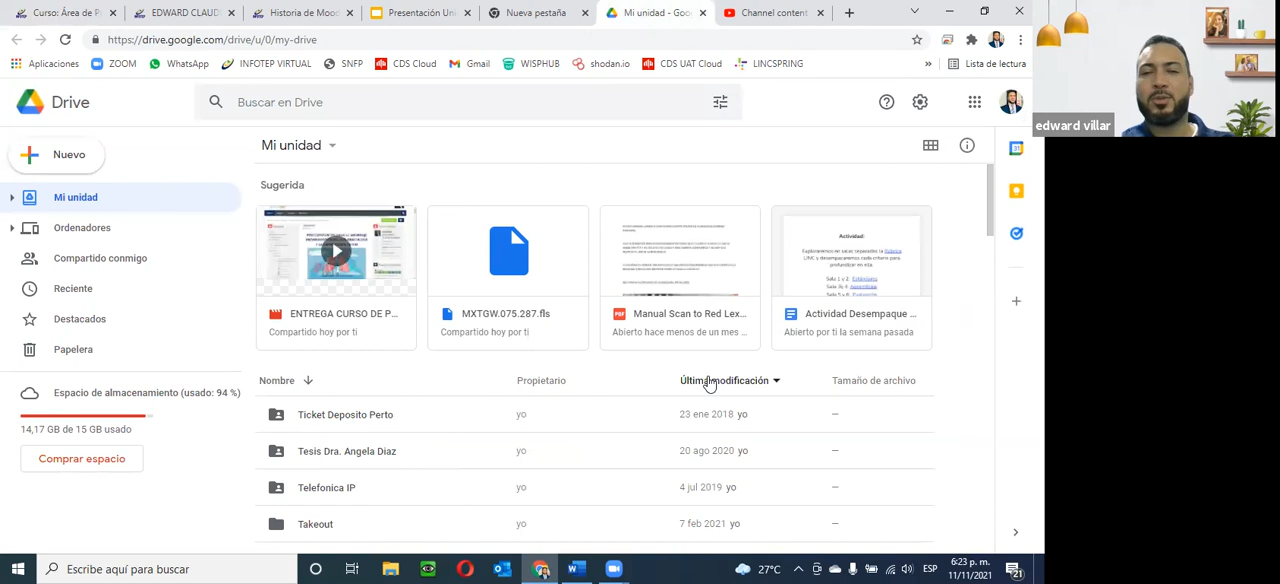 Curso: Área de P
EDWARD CLAUD
Historia de Mood
Presentación Uni
Nueva pestaña
Mi unidad - Goo
Channel content
https://drive.google.com/drive/u/0/my-drive
Aplicaciones
ZOOM
WhatsApp
INFOTEP VIRTUAL
SNFP
CDS Cloud
Gmail
WISPHUB
shodan.io
CDS UAT Cloud
LINCSPRING
»
Lista de lectura
edward villar
Drive
Buscar en Drive
Nuevo
Mi unidad
Ordenadores
Compartido conmigo
Reciente
Destacados
Papelera
Espacio de almacenamiento (usado: 94 %)
14,17 GB de 15 GB usado
Comprar espacio
Mi unidad
Sugerida
Actividad:
ENTREGA CURSO DE P...
Compartido hoy por ti
MXTGW.075.287.fls
Compartido hoy por ti
PDF
Manual Scan to Red Lex...
Abierto hace menos de un mes ...
Actividad Desempaque ...
Abierto por ti la semana pasada
Nombre
Propietario
Última modificación
Tamaño de archivo
Ticket Deposito Perto yo 23 ene 2018 yo —
Tesis Dra. Angela Diaz yo 20 ago 2020 yo —
Telefonica IP yo 4 jul 2019 yo —
Takeout yo 7 feb 2021 yo —
31
Escribe aquí para buscar
27°C
ESP
6:23 p. m.
11/11/2021
21